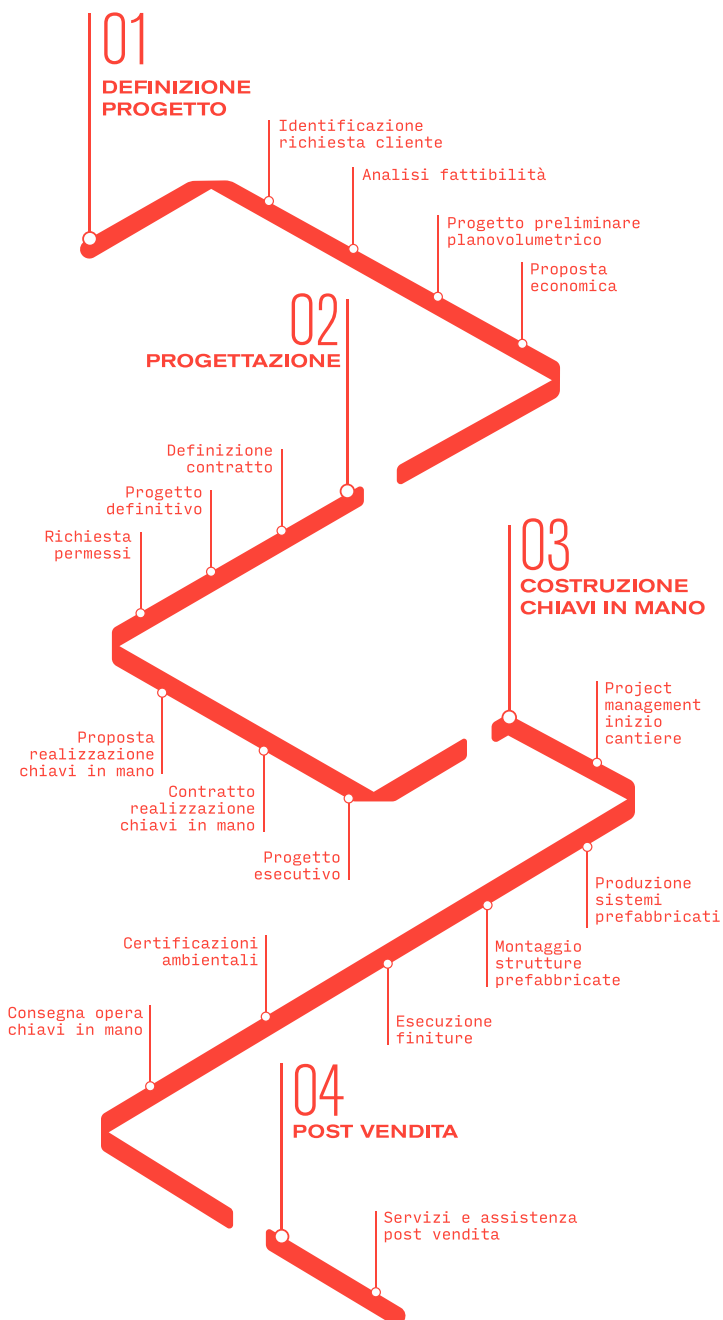 01
DEFINIZIONE
PROGETTO
Identificazione
richiesta cliente
Analisi fattibilità
Progetto preliminare
planovolumetrico
Proposta
economica
02
PROGETTAZIONE
Definizione
contratto
Progetto
definitivo
Richiesta
permessi
Proposta
realizzazione
chiavi in mano
Contratto
realizzazione
chiavi in mano
Progetto
esecutivo
03
COSTRUZIONE
CHIAVI IN MANO
Project
management
inizio
cantiere
Produzione
sistemi
prefabbricati
Montaggio
strutture
prefabbricate
Esecuzione
finiture
Certificazioni
ambientali
Consegna opera
chiavi in mano
04
POST VENDITA
Servizi e assistenza
post vendita